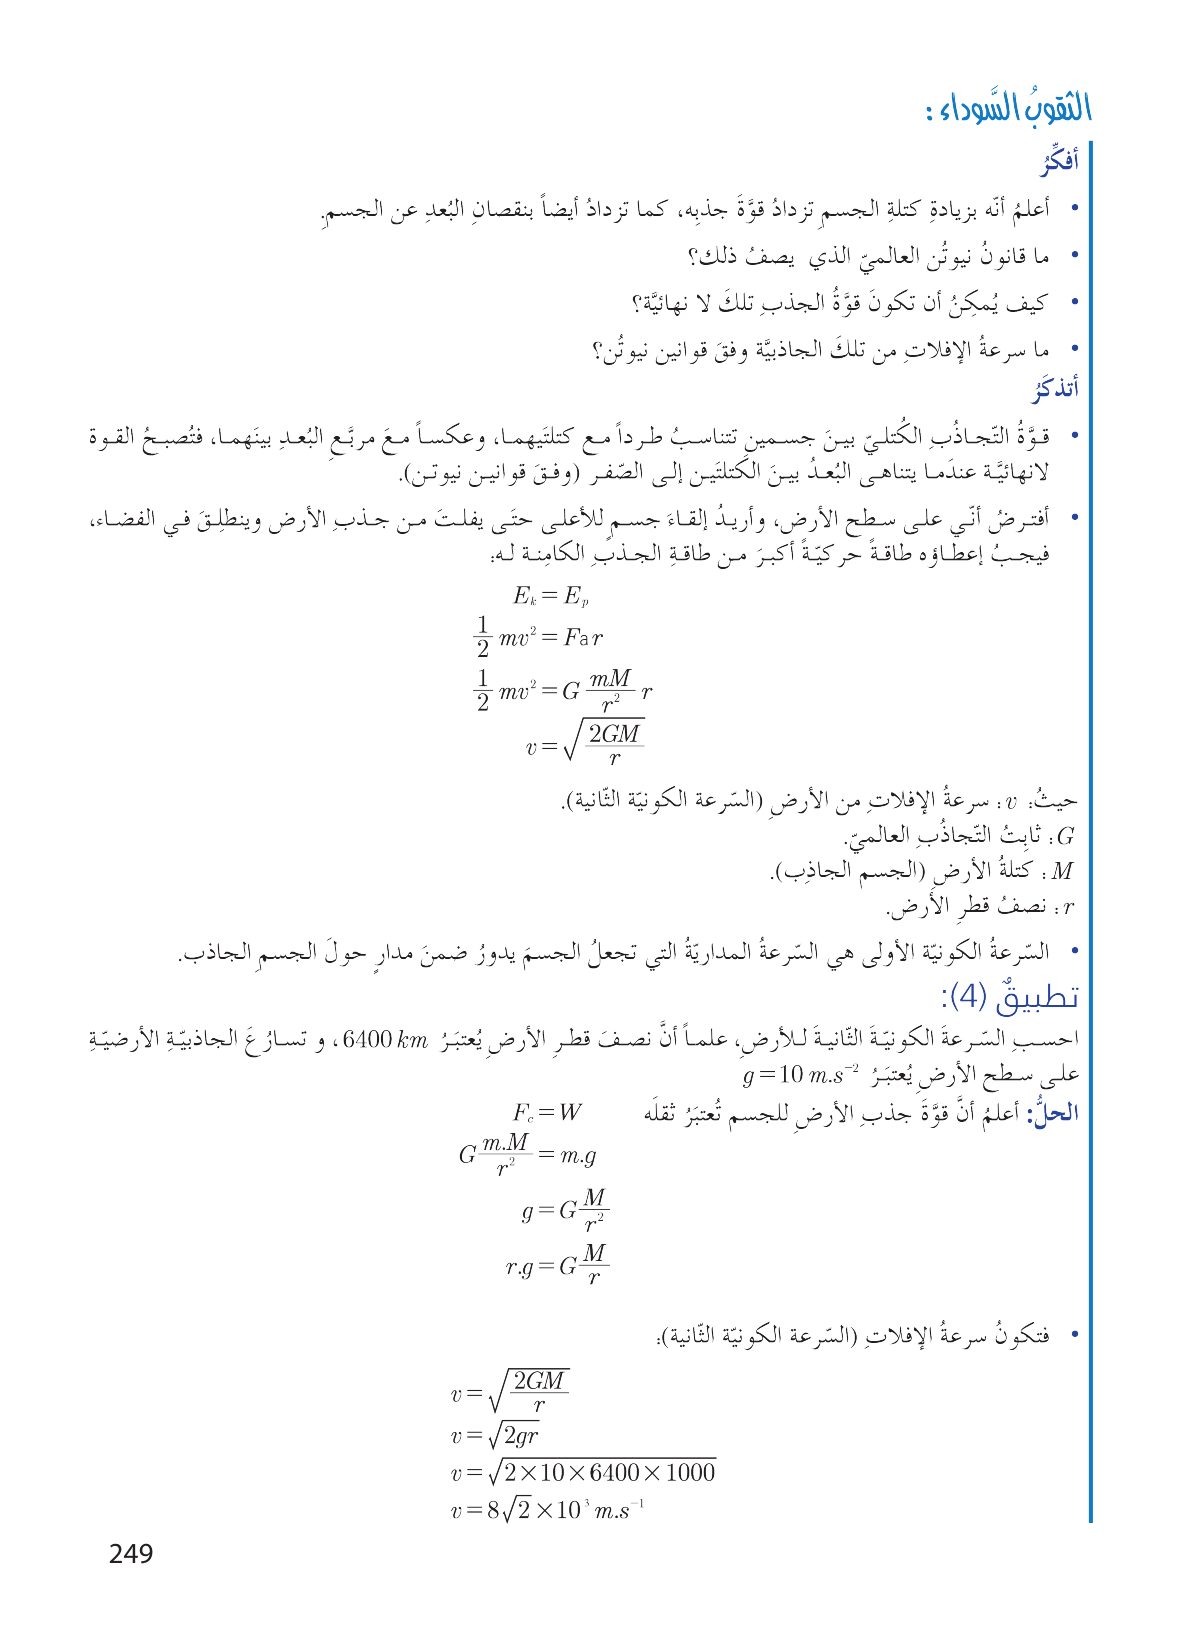 الثقوبُ السَّوداء :
أفكِّرُ
• أعلمُ أنّه بزيادةِ كتلةِ الجسمِ تزدادُ قوَّةَ جذبِه، كما تزدادُ أيضاً بنقصانِ البُعدِ عن الجسمِ.
• ما قانونُ نيوتُن العالميّ الذي يصفُ ذلك؟
• كيف يُمكِنُ أن تكونَ قوَّةُ الجذبِ تلكَ لا نهائيَّة؟
• ما سرعةُ الإفلاتِ من تلكَ الجاذبيَّة وفقَ قوانين نيوتُن؟
أتذكَرُ
• قوَّةُ التّجاذُبِ الكُتليّ بينَ جسمينِ تتناسبُ طرداً مع كتلتَيهما، وعكساً معَ مربَّعِ البُعدِ بينَهما، فتُصبحُ القوة
لانهائيَّة عندَما يتناهى البُعدُ بينَ الكتلتَين إلى الصّفر (وفقَ قوانين نيوتن).
• أفترضُ أنّي على سطح الأرض، وأريدُ إلقاءَ جسمٍ للأعلى حتَى يفلتَ من جذبِ الأرض وينطلِقَ في الفضاء،
فيجبُ إعطاؤه طاقةً حركيّةً أكبرَ من طاقةِ الجذبِ الكامِنة له:
E_k = E_p
1/2 mv² = Far
1/2 mv² = G mM/r² r
v = √(2GM/r)
حيثُ: v : سرعةُ الإفلاتِ من الأرضِ (السّرعة الكونيّة الثّانية).
G : ثابِتُ التّجاذُبِ العالميّ.
M : كتلةُ الأرضِ (الجسم الجاذِب).
r : نصفُ قطرِ الأرض.
• السّرعةُ الكونيّة الأولى هي السّرعةُ المداريّةُ التي تجعلُ الجسمَ يدورُ ضمنَ مدارٍ حولَ الجسمِ الجاذب.
تطبيقٌ (4):
احسبِ السّرعةَ الكونيّةَ الثّانيةَ للأرضِ، علماً أنَّ نصفَ قطرِ الأرضِ يُعتبَرُ 6400 km ، و تسارُعَ الجاذبيّةِ الأرضيّةِ
على سطح الأرضِ يُعتبَرُ g = 10 m.s⁻²
الحلُّ: أعلمُ أنَّ قوَّةَ جذبِ الأرضِ للجسم تُعتبَرُ ثقلَه F_c = W
G m.M/r² = m.g
g = G M/r²
r.g = G M/r
• فتكونُ سرعةُ الإفلاتِ (السّرعة الكونيّة الثّانية):
v = √(2GM/r)
v = √(2gr)
v = √(2×10×6400×1000)
v = 8√2 × 10³ m.s⁻¹
249